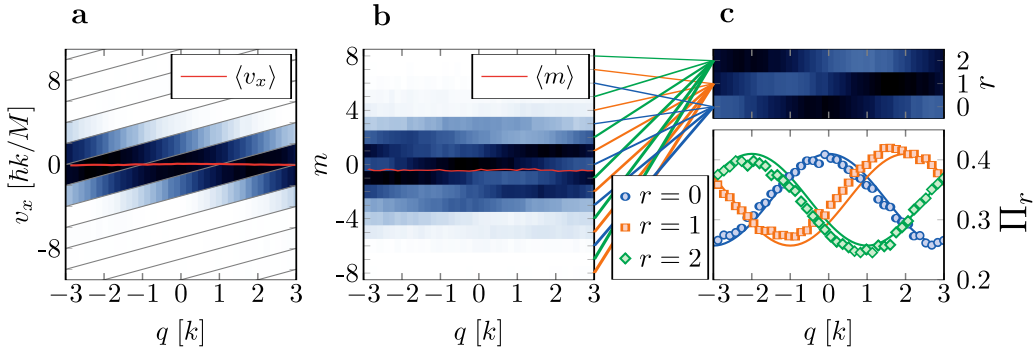 a
b
c
8
0
-8
v_x [ħk/M]
⟨v_x⟩
−3 −2 −1 0 1 2 3
q [k]
8
4
0
-4
-8
m
⟨m⟩
−3 −2 −1 0 1 2 3
q [k]
r = 0
r = 1
r = 2
2
1
0
r
0.4
0.3
0.2
Π_r
−3 −2 −1 0 1 2 3
q [k]